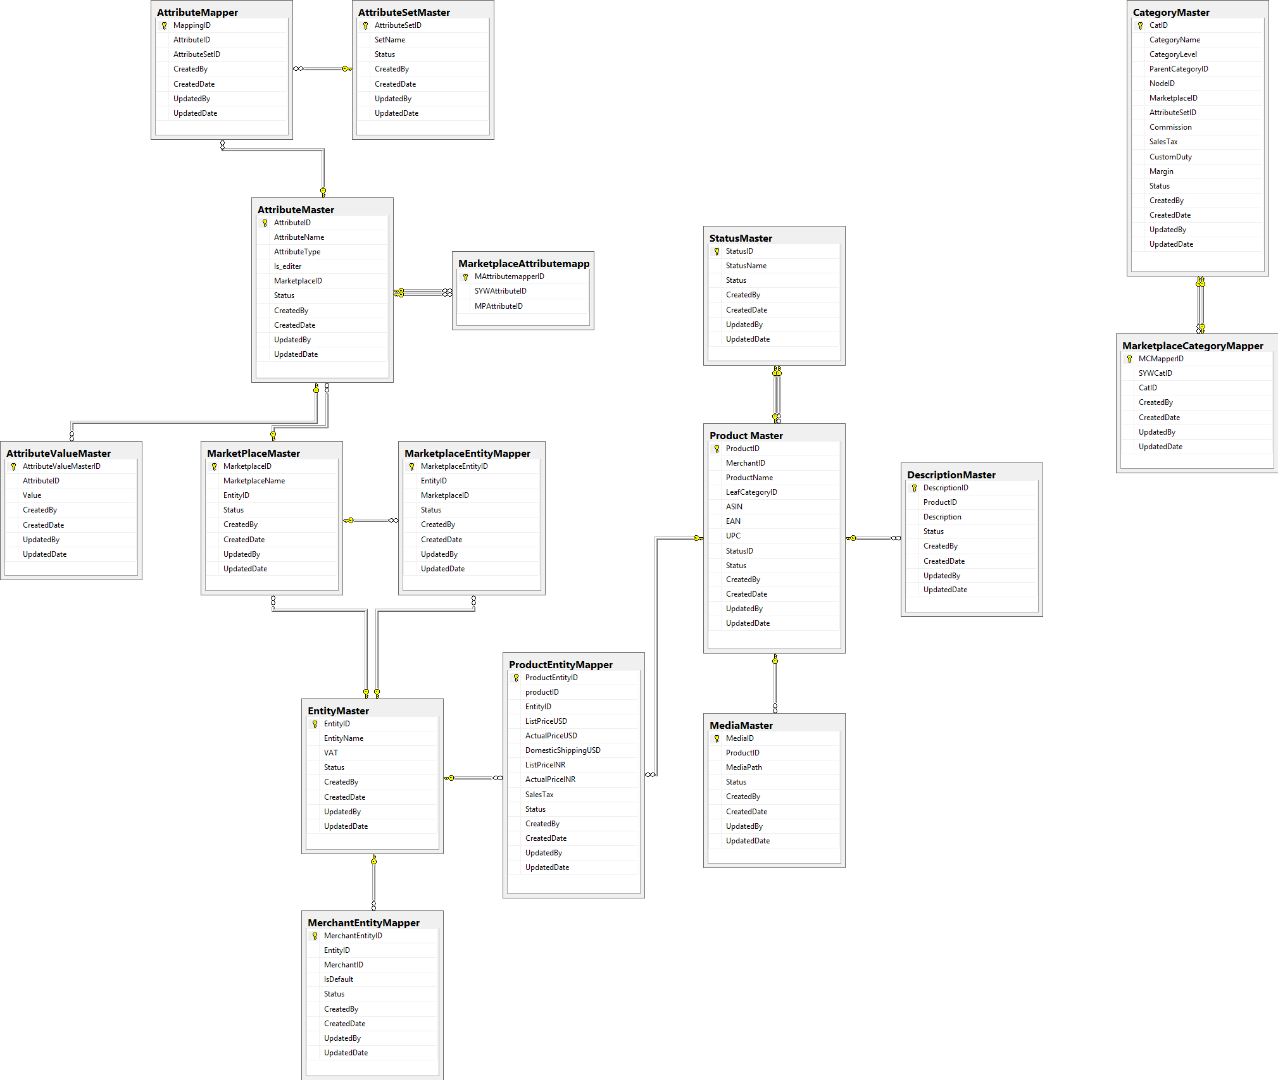 AttributeMapper
MappingID
AttributeID
AttributeSetID
CreatedBy
CreatedDate
UpdatedBy
UpdatedDate
AttributeSetMaster
AttributeSetID
SetName
Status
CreatedBy
CreatedDate
UpdatedBy
UpdatedDate
CategoryMaster
CatID
CategoryName
CategoryLevel
ParentCategoryID
NodeID
MarketplaceID
AttributeSetID
Commission
SalesTax
CustomDuty
Margin
Status
CreatedBy
CreatedDate
UpdatedBy
UpdatedDate
AttributeMaster
AttributeID
AttributeName
AttributeType
Is_editer
MarketplaceID
Status
CreatedBy
CreatedDate
UpdatedBy
UpdatedDate
MarketplaceAttributemapp
MAttributemapperID
SYWAttributeID
MPAttributeID
StatusMaster
StatusID
StatusName
Status
CreatedBy
CreatedDate
UpdatedBy
UpdatedDate
MarketplaceCategoryMapper
MCMapperID
SYWCatID
CatID
CreatedBy
CreatedDate
UpdatedBy
UpdatedDate
AttributeValueMaster
AttributeValueMasterID
AttributeID
Value
CreatedBy
CreatedDate
UpdatedBy
UpdatedDate
MarketPlaceMaster
MarketplaceID
MarketplaceName
EntityID
Status
CreatedBy
CreatedDate
UpdatedBy
UpdatedDate
MarketplaceEntityMapper
MarketplaceEntityID
EntityID
MarketplaceID
Status
CreatedBy
CreatedDate
UpdatedBy
UpdatedDate
Product Master
ProductID
MerchantID
ProductName
LeafCategoryID
ASIN
EAN
UPC
StatusID
Status
CreatedBy
CreatedDate
UpdatedBy
UpdatedDate
DescriptionMaster
DescriptionID
ProductID
Description
Status
CreatedBy
CreatedDate
UpdatedBy
UpdatedDate
EntityMaster
EntityID
EntityName
VAT
Status
CreatedBy
CreatedDate
UpdatedBy
UpdatedDate
ProductEntityMapper
ProductEntityID
productID
EntityID
ListPriceUSD
ActualPriceUSD
DomesticShippingUSD
ListPriceINR
ActualPriceINR
SalesTax
Status
CreatedBy
CreatedDate
UpdatedBy
UpdatedDate
MediaMaster
MediaID
ProductID
MediaPath
Status
CreatedBy
CreatedDate
UpdatedBy
UpdatedDate
MerchantEntityMapper
MerchantEntityID
EntityID
MerchantID
IsDefault
Status
CreatedBy
CreatedDate
UpdatedBy
UpdatedDate